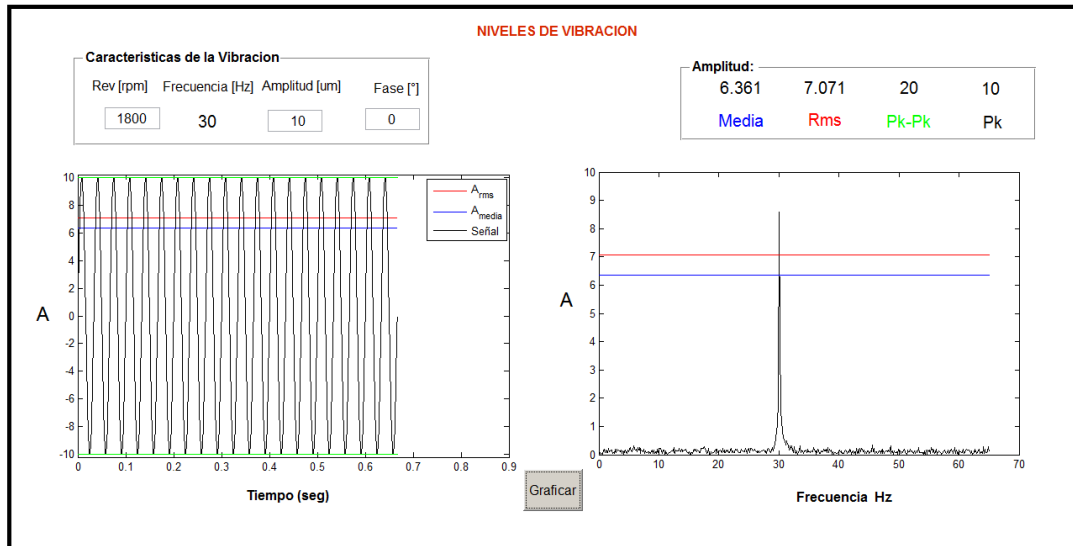 NIVELES DE VIBRACION
Caracteristicas de la Vibracion
Rev [rpm] Frecuencia [Hz] Amplitud [um] Fase [°]
1800 30 10 0
Amplitud:
6.361 7.071 20 10
Media Rms Pk-Pk Pk
10
8
6
4
2
0
-2
-4
-6
-8
-10
A
0 0.1 0.2 0.3 0.4 0.5 0.6 0.7 0.8 0.9
Tiempo (seg)
A rms
A media
Señal
Graficar
10
9
8
7
6
5
4
3
2
1
0
A
0 10 20 30 40 50 60 70
Frecuencia Hz